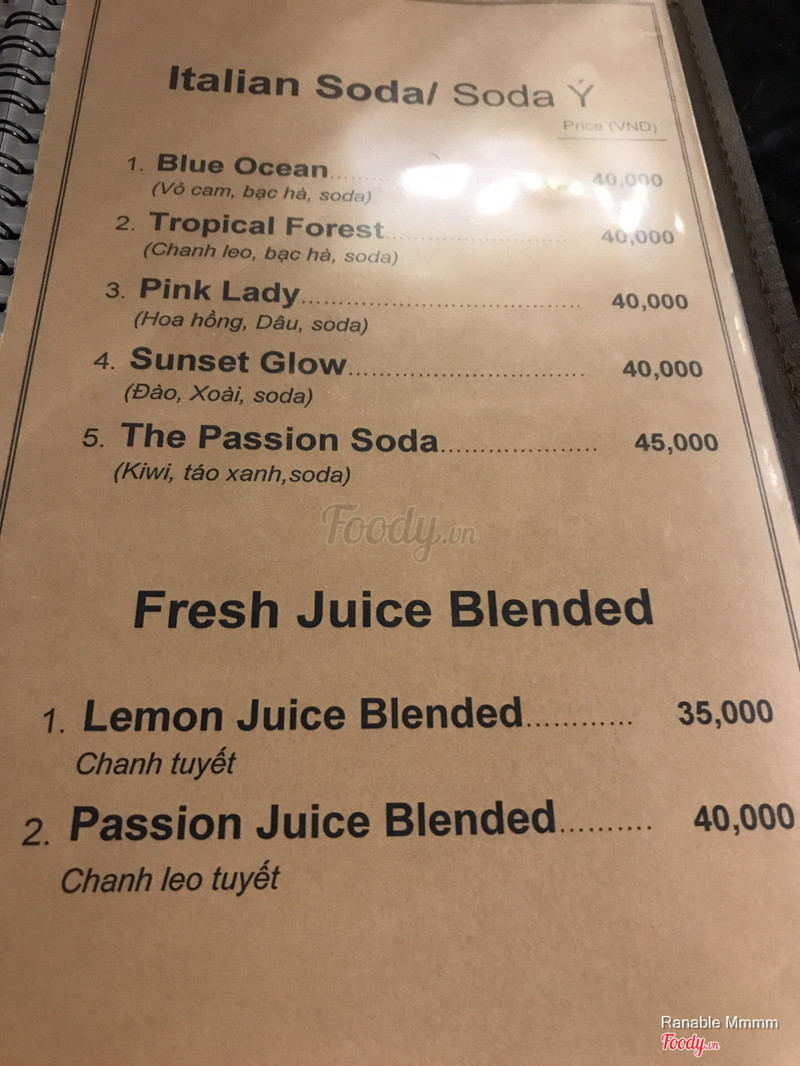 Italian Soda/ Soda Ý
Price (VND)
1. Blue Ocean.......... 40,000
(Vỏ cam, bạc hà, soda)
2. Tropical Forest.......... 40,000
(Chanh leo, bạc hà, soda)
3. Pink Lady.......... 40,000
(Hoa hồng, Dâu, soda)
4. Sunset Glow.......... 40,000
(Đào, Xoài, soda)
5. The Passion Soda.......... 45,000
(Kiwi, táo xanh,soda)
Foody.vn
Fresh Juice Blended
1. Lemon Juice Blended............ 35,000
Chanh tuyết
2. Passion Juice Blended.......... 40,000
Chanh leo tuyết
Ranable Mmmm
Foody.vn